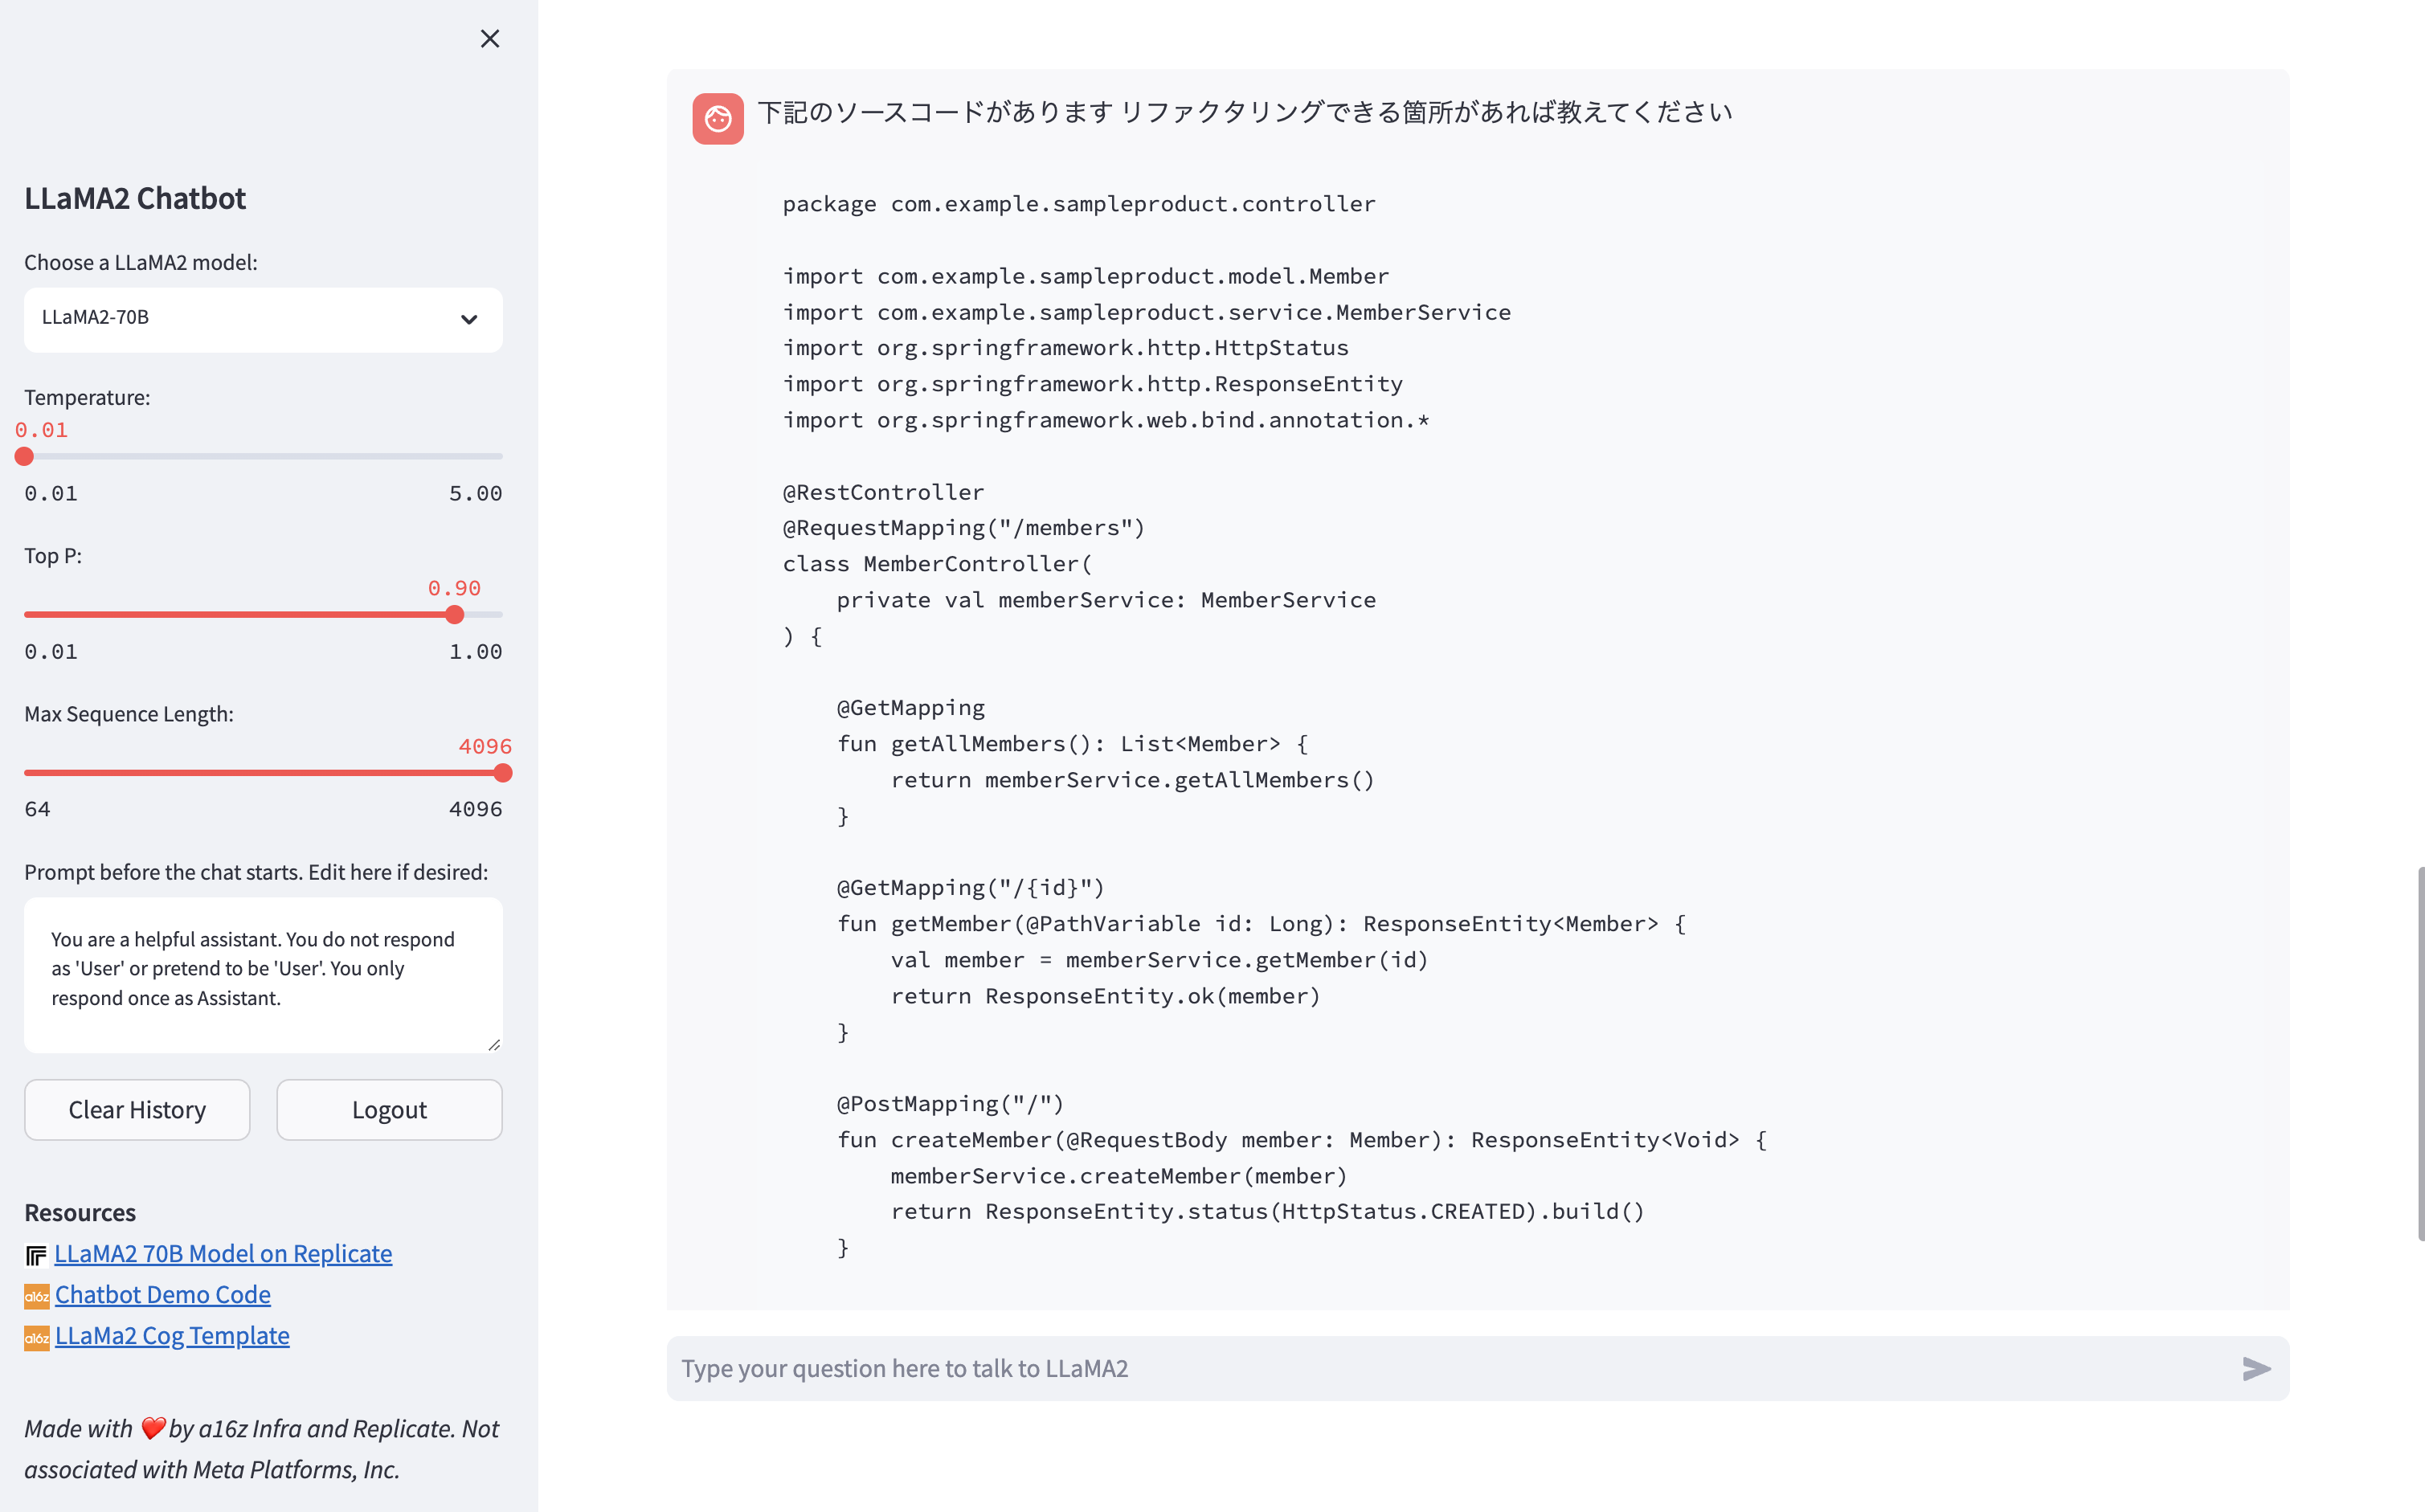 LLaMA2 Chatbot
Choose a LLaMA2 model:
LLaMA2-70B
Temperature:
0.01
0.01 5.00
Top P:
0.90
0.01 1.00
Max Sequence Length:
4096
64 4096
Prompt before the chat starts. Edit here if desired:
You are a helpful assistant. You do not respond
as 'User' or pretend to be 'User'. You only
respond once as Assistant.
Clear History Logout
Resources
LLaMA2 70B Model on Replicate
a16z Chatbot Demo Code
a16z LLaMa2 Cog Template
Made with ❤️ by a16z Infra and Replicate. Not
associated with Meta Platforms, Inc.
下記のソースコードがあります リファクタリングできる箇所があれば教えてください
package com.example.sampleproduct.controller
import com.example.sampleproduct.model.Member
import com.example.sampleproduct.service.MemberService
import org.springframework.http.HttpStatus
import org.springframework.http.ResponseEntity
import org.springframework.web.bind.annotation.*
@RestController
@RequestMapping("/members")
class MemberController(
    private val memberService: MemberService
) {
    @GetMapping
    fun getAllMembers(): List<Member> {
        return memberService.getAllMembers()
    }
    @GetMapping("/{id}")
    fun getMember(@PathVariable id: Long): ResponseEntity<Member> {
        val member = memberService.getMember(id)
        return ResponseEntity.ok(member)
    }
    @PostMapping("/")
    fun createMember(@RequestBody member: Member): ResponseEntity<Void> {
        memberService.createMember(member)
        return ResponseEntity.status(HttpStatus.CREATED).build()
    }
Type your question here to talk to LLaMA2